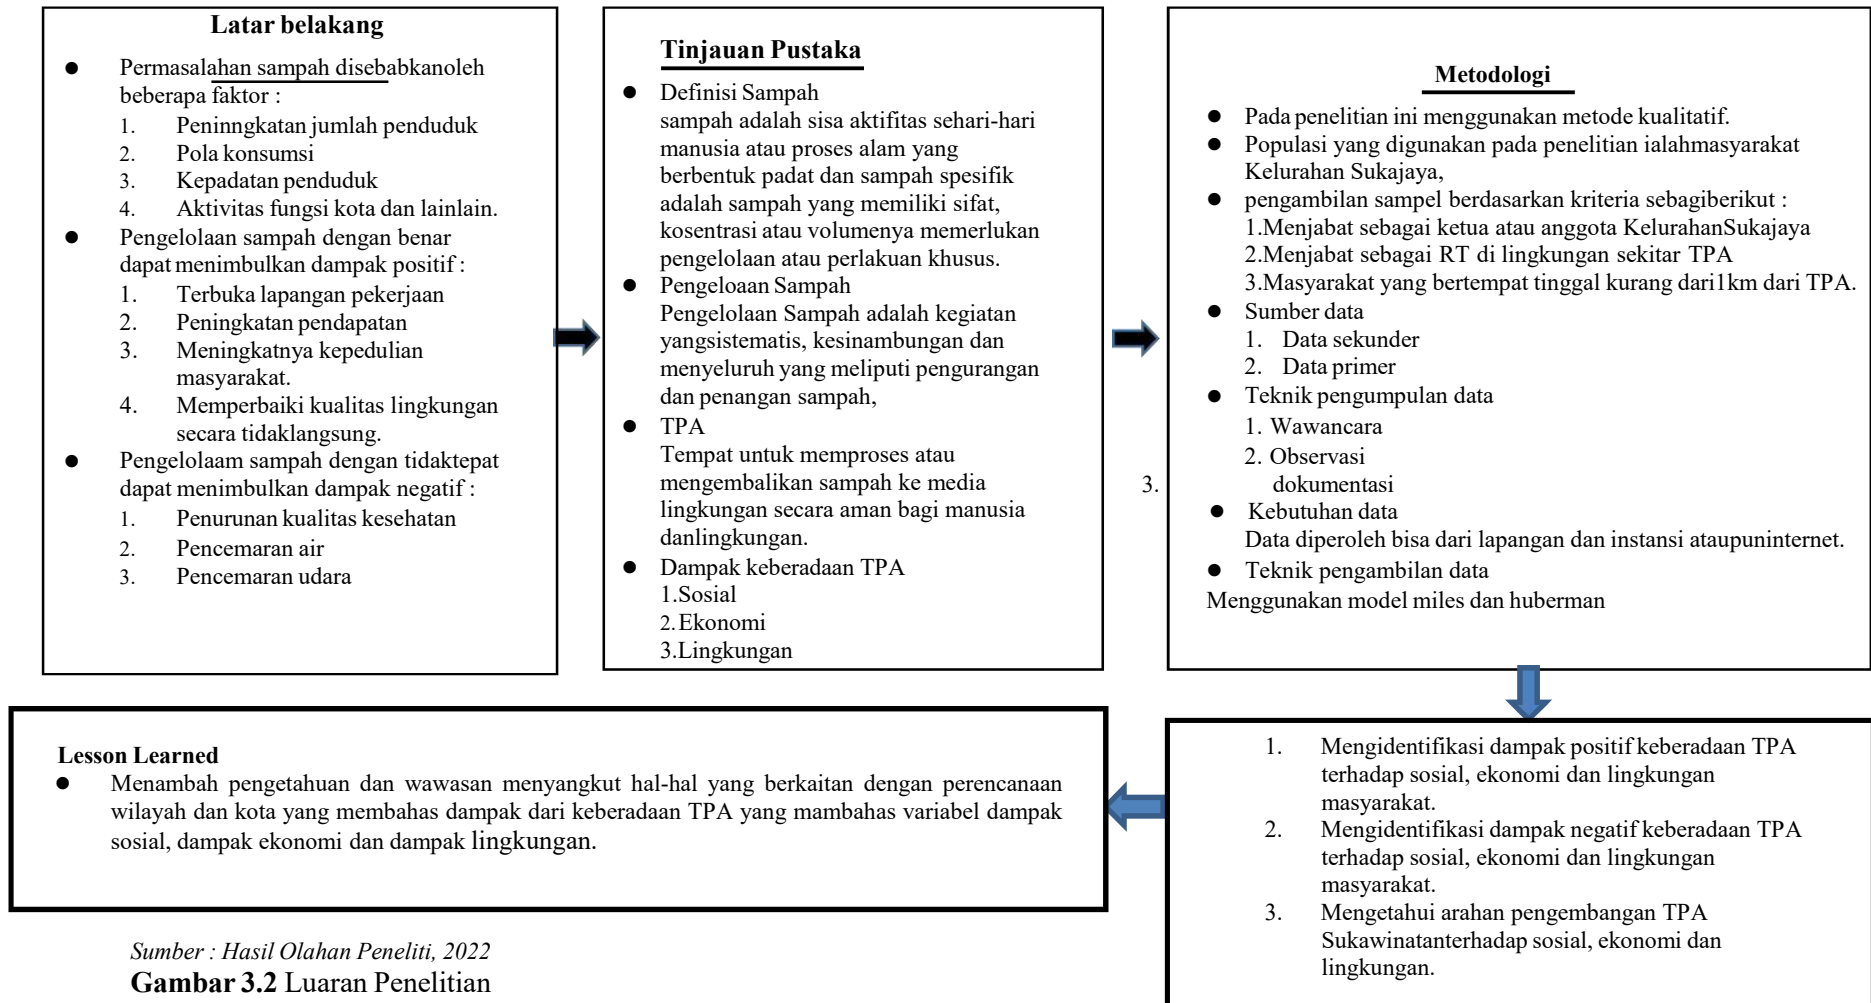 Latar belakang
● Permasalahan sampah disebabkanoleh
beberapa faktor :
1. Peninngkatan jumlah penduduk
2. Pola konsumsi
3. Kepadatan penduduk
4. Aktivitas fungsi kota dan lainlain.
● Pengelolaan sampah dengan benar
dapat menimbulkan dampak positif :
1. Terbuka lapangan pekerjaan
2. Peningkatan pendapatan
3. Meningkatnya kepedulian
masyarakat.
4. Memperbaiki kualitas lingkungan
secara tidaklangsung.
● Pengelolaam sampah dengan tidaktepat
dapat menimbulkan dampak negatif :
1. Penurunan kualitas kesehatan
2. Pencemaran air
3. Pencemaran udara
Tinjauan Pustaka
● Definisi Sampah
sampah adalah sisa aktifitas sehari-hari
manusia atau proses alam yang
berbentuk padat dan sampah spesifik
adalah sampah yang memiliki sifat,
kosentrasi atau volumenya memerlukan
pengelolaan atau perlakuan khusus.
● Pengeloaan Sampah
Pengelolaan Sampah adalah kegiatan
yangsistematis, kesinambungan dan
menyeluruh yang meliputi pengurangan
dan penangan sampah,
● TPA
Tempat untuk memproses atau
mengembalikan sampah ke media
lingkungan secara aman bagi manusia
danlingkungan.
● Dampak keberadaan TPA
1.Sosial
2.Ekonomi
3.Lingkungan
Metodologi
● Pada penelitian ini menggunakan metode kualitatif.
● Populasi yang digunakan pada penelitian ialahmasyarakat
Kelurahan Sukajaya,
● pengambilan sampel berdasarkan kriteria sebagiberikut :
1.Menjabat sebagai ketua atau anggota KelurahanSukajaya
2.Menjabat sebagai RT di lingkungan sekitar TPA
3.Masyarakat yang bertempat tinggal kurang dari1km dari TPA.
● Sumber data
1. Data sekunder
2. Data primer
● Teknik pengumpulan data
1. Wawancara
2. Observasi
3. dokumentasi
● Kebutuhan data
Data diperoleh bisa dari lapangan dan instansi ataupuninternet.
● Teknik pengambilan data
Menggunakan model miles dan huberman
1. Mengidentifikasi dampak positif keberadaan TPA
terhadap sosial, ekonomi dan lingkungan
masyarakat.
2. Mengidentifikasi dampak negatif keberadaan TPA
terhadap sosial, ekonomi dan lingkungan
masyarakat.
3. Mengetahui arahan pengembangan TPA
Sukawinatanterhadap sosial, ekonomi dan
lingkungan.
Lesson Learned
● Menambah pengetahuan dan wawasan menyangkut hal-hal yang berkaitan dengan perencanaan
wilayah dan kota yang membahas dampak dari keberadaan TPA yang mambahas variabel dampak
sosial, dampak ekonomi dan dampak lingkungan.
Sumber : Hasil Olahan Peneliti, 2022
Gambar 3.2 Luaran Penelitian